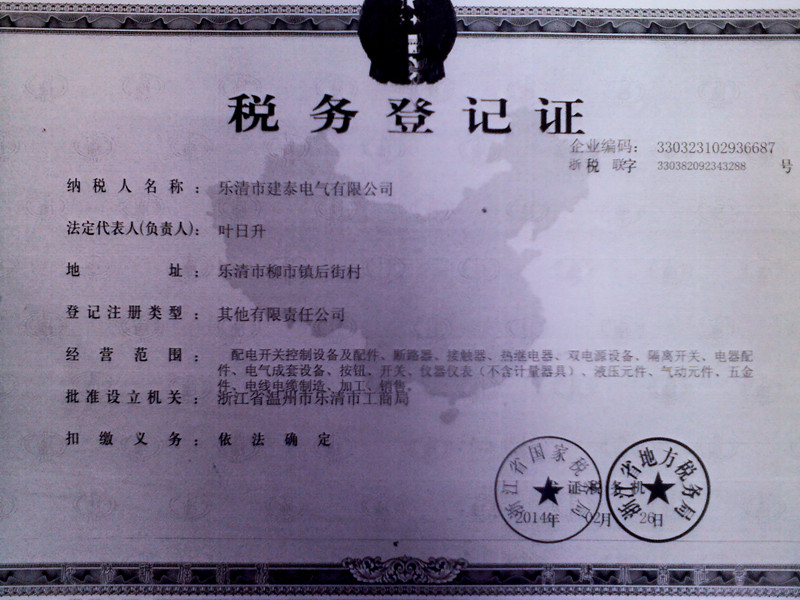 税务登记证
企业编码： 330323102936687
浙税 联字 330382092343288 号
纳税人名称： 乐清市建泰电气有限公司
法定代表人(负责人)： 叶日升
地址： 乐清市柳市镇后街村
登记注册类型： 其他有限责任公司
经营范围： 配电开关控制设备及配件、断路器、接触器、热继电器、双电源设备、隔离开关、电器配
件、电气成套设备、按钮、开关、仪器仪表（不含计量器具）、液压元件、气动元件、五金
件、电线电缆制造、加工、销售。
批准设立机关： 浙江省温州市乐清市工商局
扣缴义务： 依法确定
浙江省国家税务局
浙江省地方税务局
2014年 02月 26日